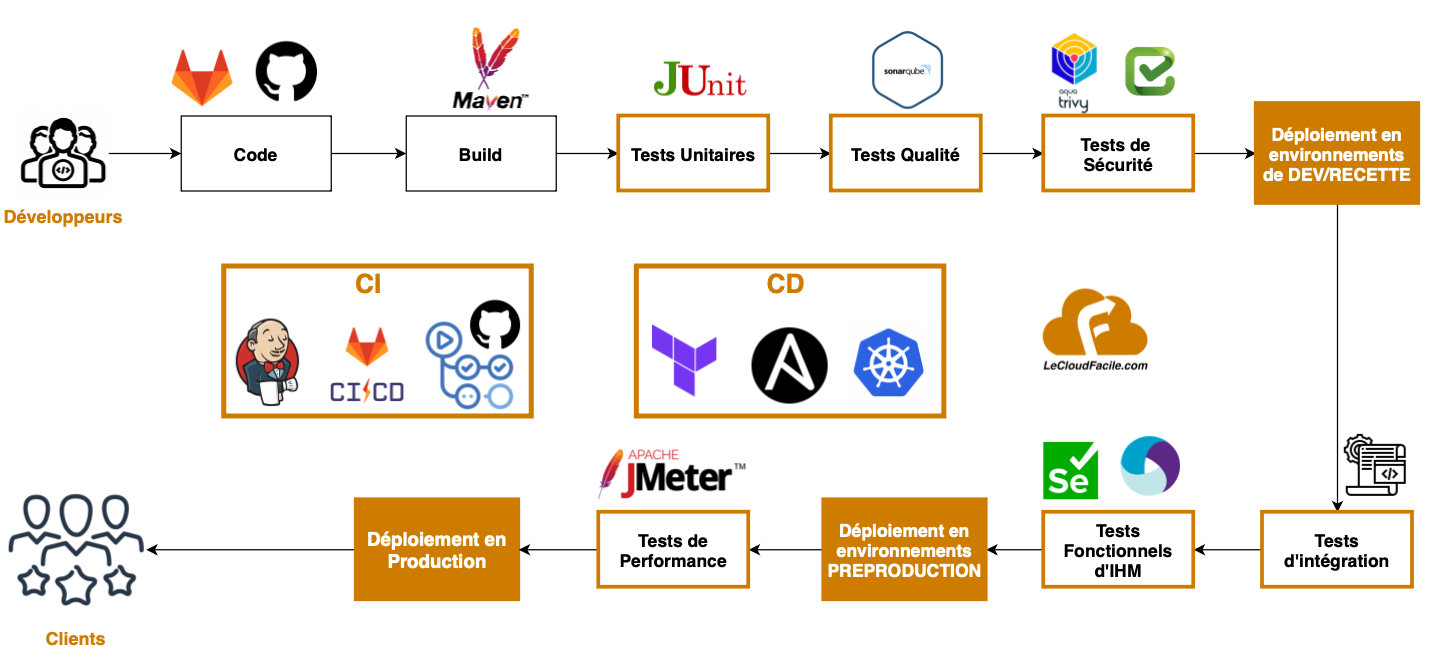 Maven™
JUnit
sonarqube
aqua
trivy
Code
Build
Tests Unitaires
Tests Qualité
Tests de
Sécurité
Déploiement en
environnements
de DEV/RECETTE
Développeurs
CI
CD
CI CD
A
F
LeCloudFacile.com
APACHE
JMeter™
Se
Déploiement en
Production
Tests de
Performance
Déploiement en
environnements
PREPRODUCTION
Tests
Fonctionnels
d'IHM
Tests
d'intégration
Clients